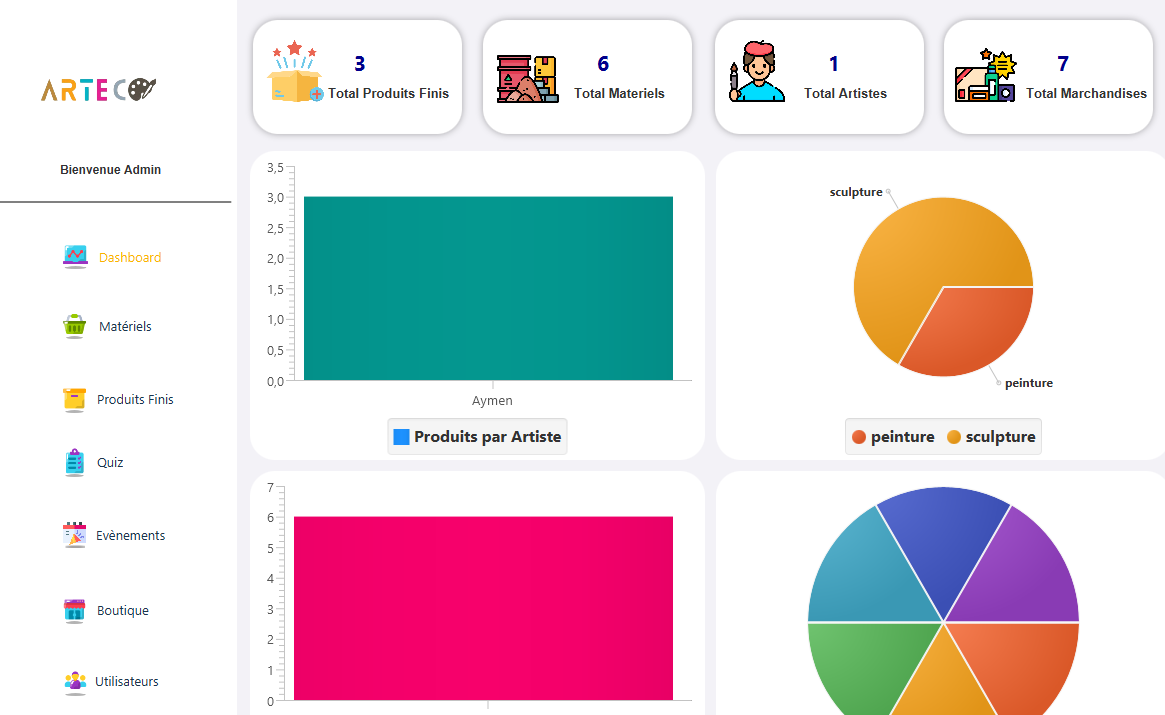 ARTECO
Bienvenue Admin
Dashboard
Matériels
Produits Finis
Quiz
Evènements
Boutique
Utilisateurs
3
Total Produits Finis
6
Total Materiels
1
Total Artistes
7
Total Marchandises
3,5
3,0
2,5
2,0
1,5
1,0
0,5
0,0
Aymen
Produits par Artiste
sculpture
peinture
peinture sculpture
7
6
5
4
3
2
1
0